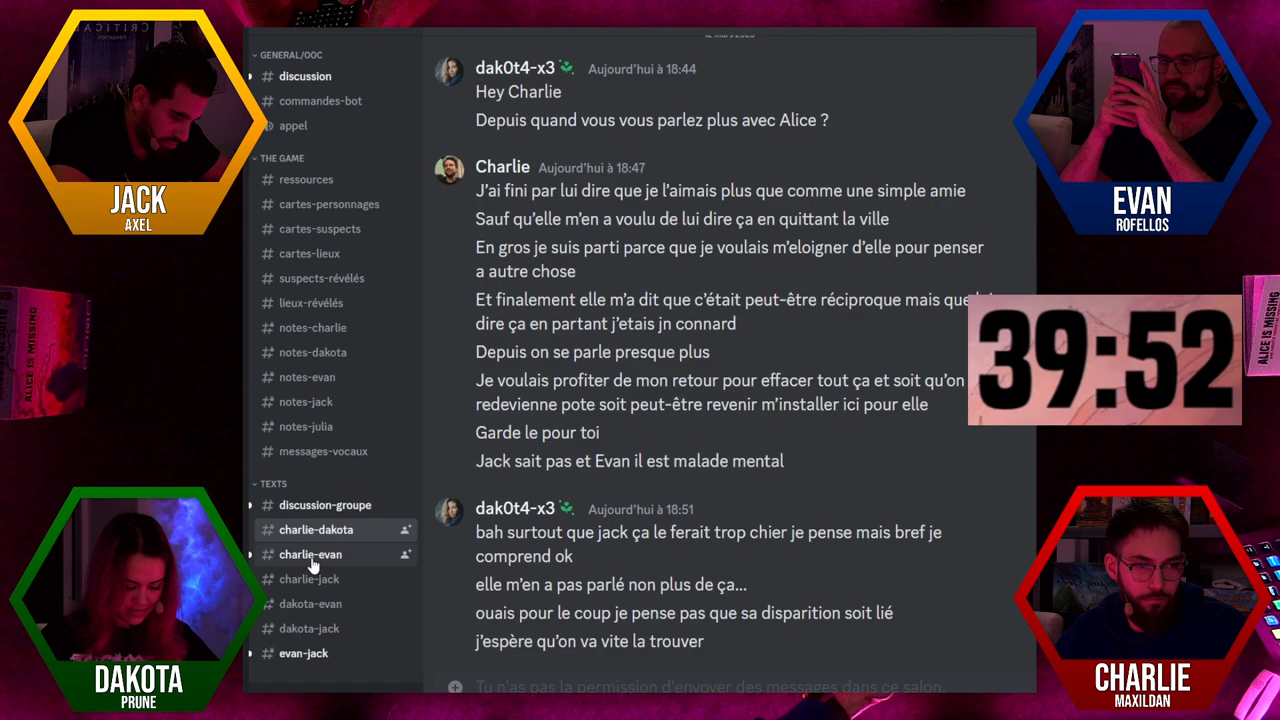 JACK
AXEL
GENERAL/OOC
discussion
commandes-bot
appel
THE GAME
ressources
cartes-personnages
cartes-suspects
cartes-lieux
suspects-révélés
lieux-révélés
notes-charlie
notes-dakota
notes-evan
notes-jack
notes-julia
messages-vocaux
TEXTS
discussion-groupe
charlie-dakota
charlie-evan
charlie-jack
dakota-evan
dakota-jack
evan-jack
dak0t4-x3 Aujourd'hui à 18:44
Hey Charlie
Depuis quand vous vous parlez plus avec Alice ?
Charlie Aujourd'hui à 18:47
J'ai fini par lui dire que je l'aimais plus que comme une simple amie
Sauf qu'elle m'en a voulu de lui dire ça en quittant la ville
En gros je suis parti parce que je voulais m'eloigner d'elle pour penser
a autre chose
Et finalement elle m'a dit que c'était peut-être réciproque mais que
dire ça en partant j'etais jn connard
Depuis on se parle presque plus
Je voulais profiter de mon retour pour effacer tout ça et soit qu'on
redevienne pote soit peut-être revenir m'installer ici pour elle
Garde le pour toi
Jack sait pas et Evan il est malade mental
dak0t4-x3 Aujourd'hui à 18:51
bah surtout que jack ça le ferait trop chier je pense mais bref je
comprend ok
elle m'en a pas parlé non plus de ça...
ouais pour le coup je pense pas que sa disparition soit lié
j'espère qu'on va vite la trouver
Tu n'as pas la permission d'envoyer des messages dans ce salon.
EVAN
ROFELLOS
39:52
ALICE IS MISSING
ALICE IS MISSING
DAKOTA
PRUNE
CHARLIE
MAXILDAN